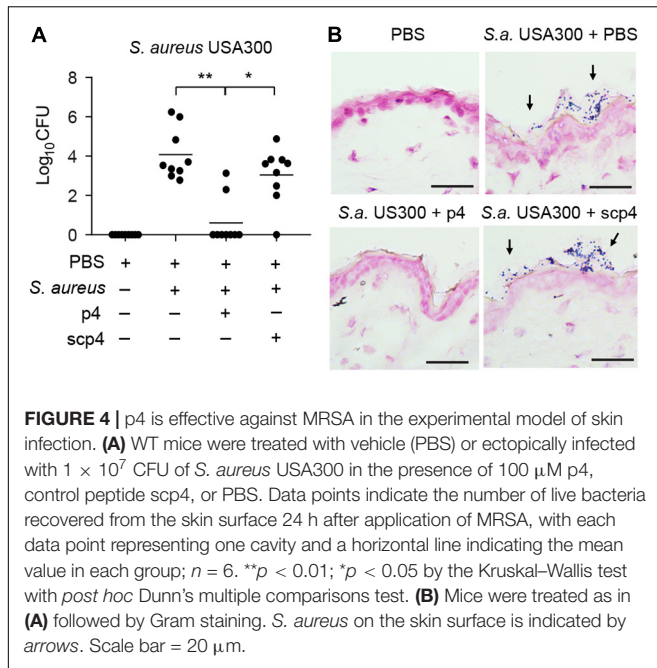 A
S. aureus USA300
** *
Log10CFU
8
6
4
2
0
PBS + + + +
S. aureus – + + +
p4 – – + –
scp4 – – – +
B
PBS
S.a. USA300 + PBS
S.a. US300 + p4
S.a. USA300 + scp4
FIGURE 4 | p4 is effective against MRSA in the experimental model of skin
infection. (A) WT mice were treated with vehicle (PBS) or ectopically infected
with 1 × 10⁷ CFU of S. aureus USA300 in the presence of 100 μM p4,
control peptide scp4, or PBS. Data points indicate the number of live bacteria
recovered from the skin surface 24 h after application of MRSA, with each
data point representing one cavity and a horizontal line indicating the mean
value in each group; n = 6. **p < 0.01; *p < 0.05 by the Kruskal–Wallis test
with post hoc Dunn's multiple comparisons test. (B) Mice were treated as in
(A) followed by Gram staining. S. aureus on the skin surface is indicated by
arrows. Scale bar = 20 μm.